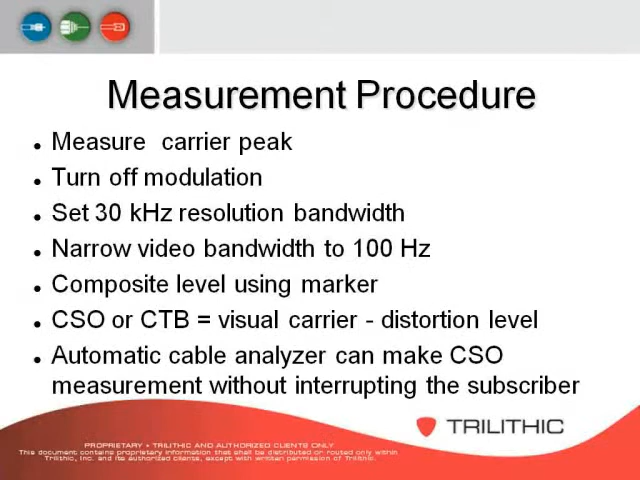 Measurement Procedure
• Measure  carrier peak
• Turn off modulation
• Set 30 kHz resolution bandwidth
• Narrow video bandwidth to 100 Hz
• Composite level using marker
• CSO or CTB = visual carrier - distortion level
• Automatic cable analyzer can make CSO
measurement without interrupting the subscriber
TRILITHIC
PROPRIETARY • TRILITHIC AND AUTHORIZED CLIENTS ONLY
This document contains proprietary information that shall be distributed or routed only within
Trilithic, Inc. and its authorized clients, except with written permission of Trilithic.